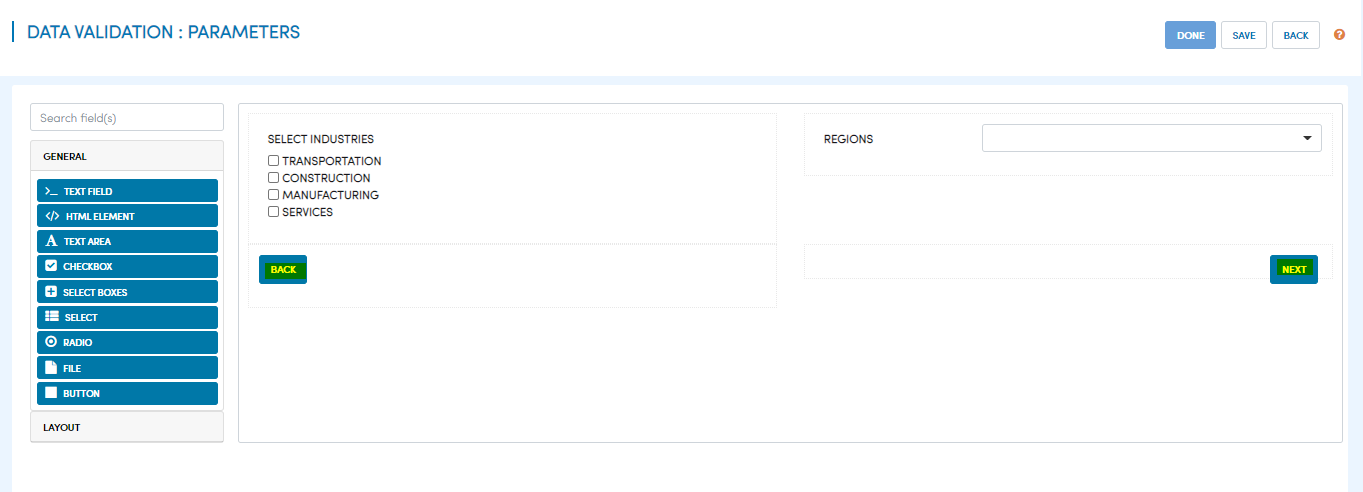 DATA VALIDATION : PARAMETERS
DONE
SAVE
BACK
?
Search field(s)
GENERAL
>_ TEXT FIELD
</> HTML ELEMENT
A TEXT AREA
CHECKBOX
SELECT BOXES
SELECT
RADIO
FILE
BUTTON
LAYOUT
SELECT INDUSTRIES
TRANSPORTATION
CONSTRUCTION
MANUFACTURING
SERVICES
REGIONS
BACK
NEXT